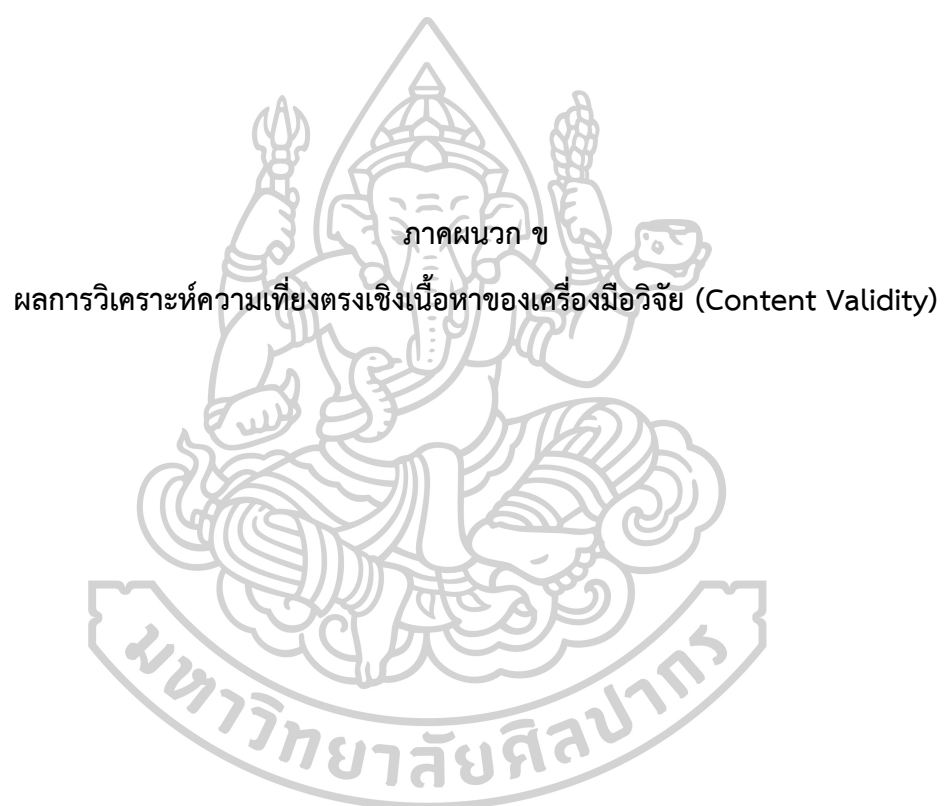 ภาคผนวก ข
ผลการวิเคราะห์ความเที่ยงตรงเชิงเนื้อหาของเครื่องมือวิจัย (Content Validity)
มหาวิทยาลัยศิลปากร